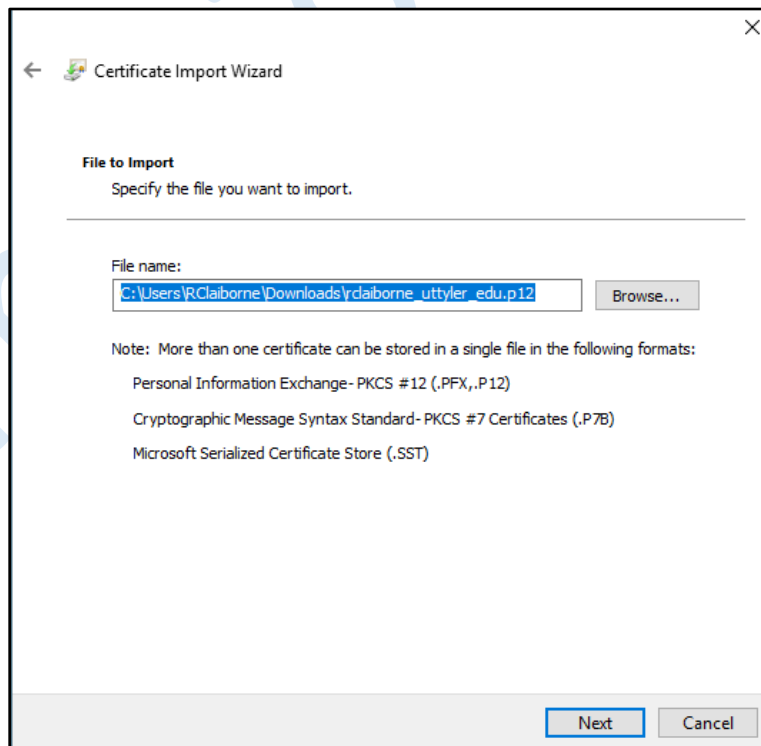 Certificate Import Wizard
File to Import
Specify the file you want to import.
File name:
C:\Users\RClaiborne\Downloads\rclaiborne_uttyler_edu.p12
Browse...
Note: More than one certificate can be stored in a single file in the following formats:
Personal Information Exchange- PKCS #12 (.PFX,.P12)
Cryptographic Message Syntax Standard- PKCS #7 Certificates (.P7B)
Microsoft Serialized Certificate Store (.SST)
Next
Cancel